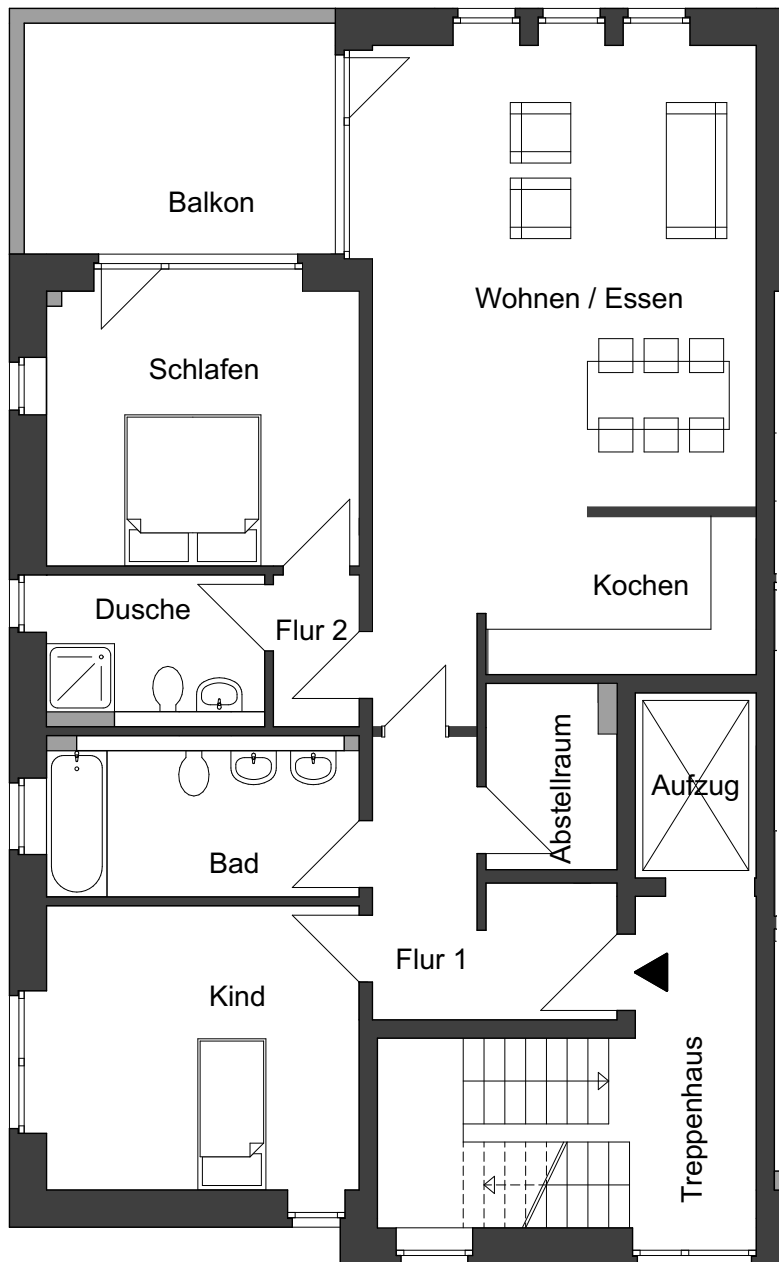 Balkon
Wohnen / Essen
Schlafen
Kochen
Dusche
Flur 2
Abstellraum
Aufzug
Bad
Flur 1
Kind
Treppenhaus